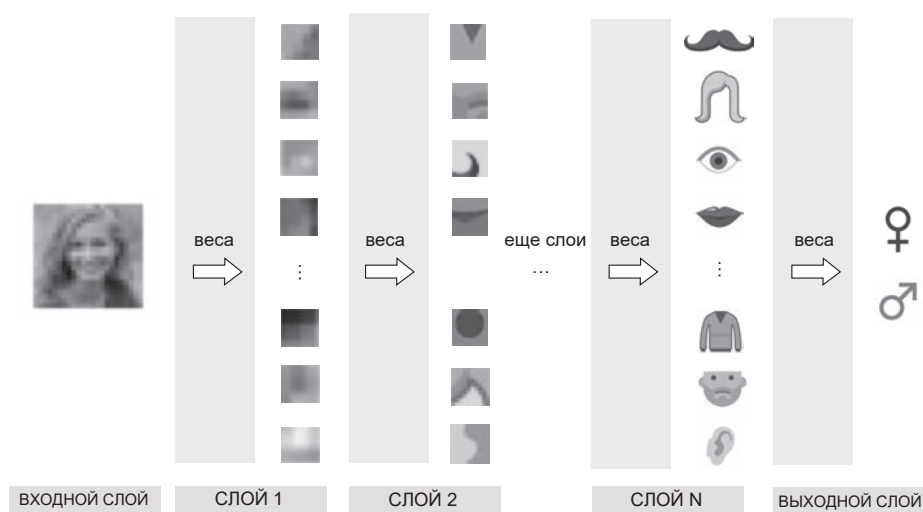 веса
веса
еще слои
...
веса
веса
ВХОДНОЙ СЛОЙ
СЛОЙ 1
СЛОЙ 2
СЛОЙ N
ВЫХОДНОЙ СЛОЙ